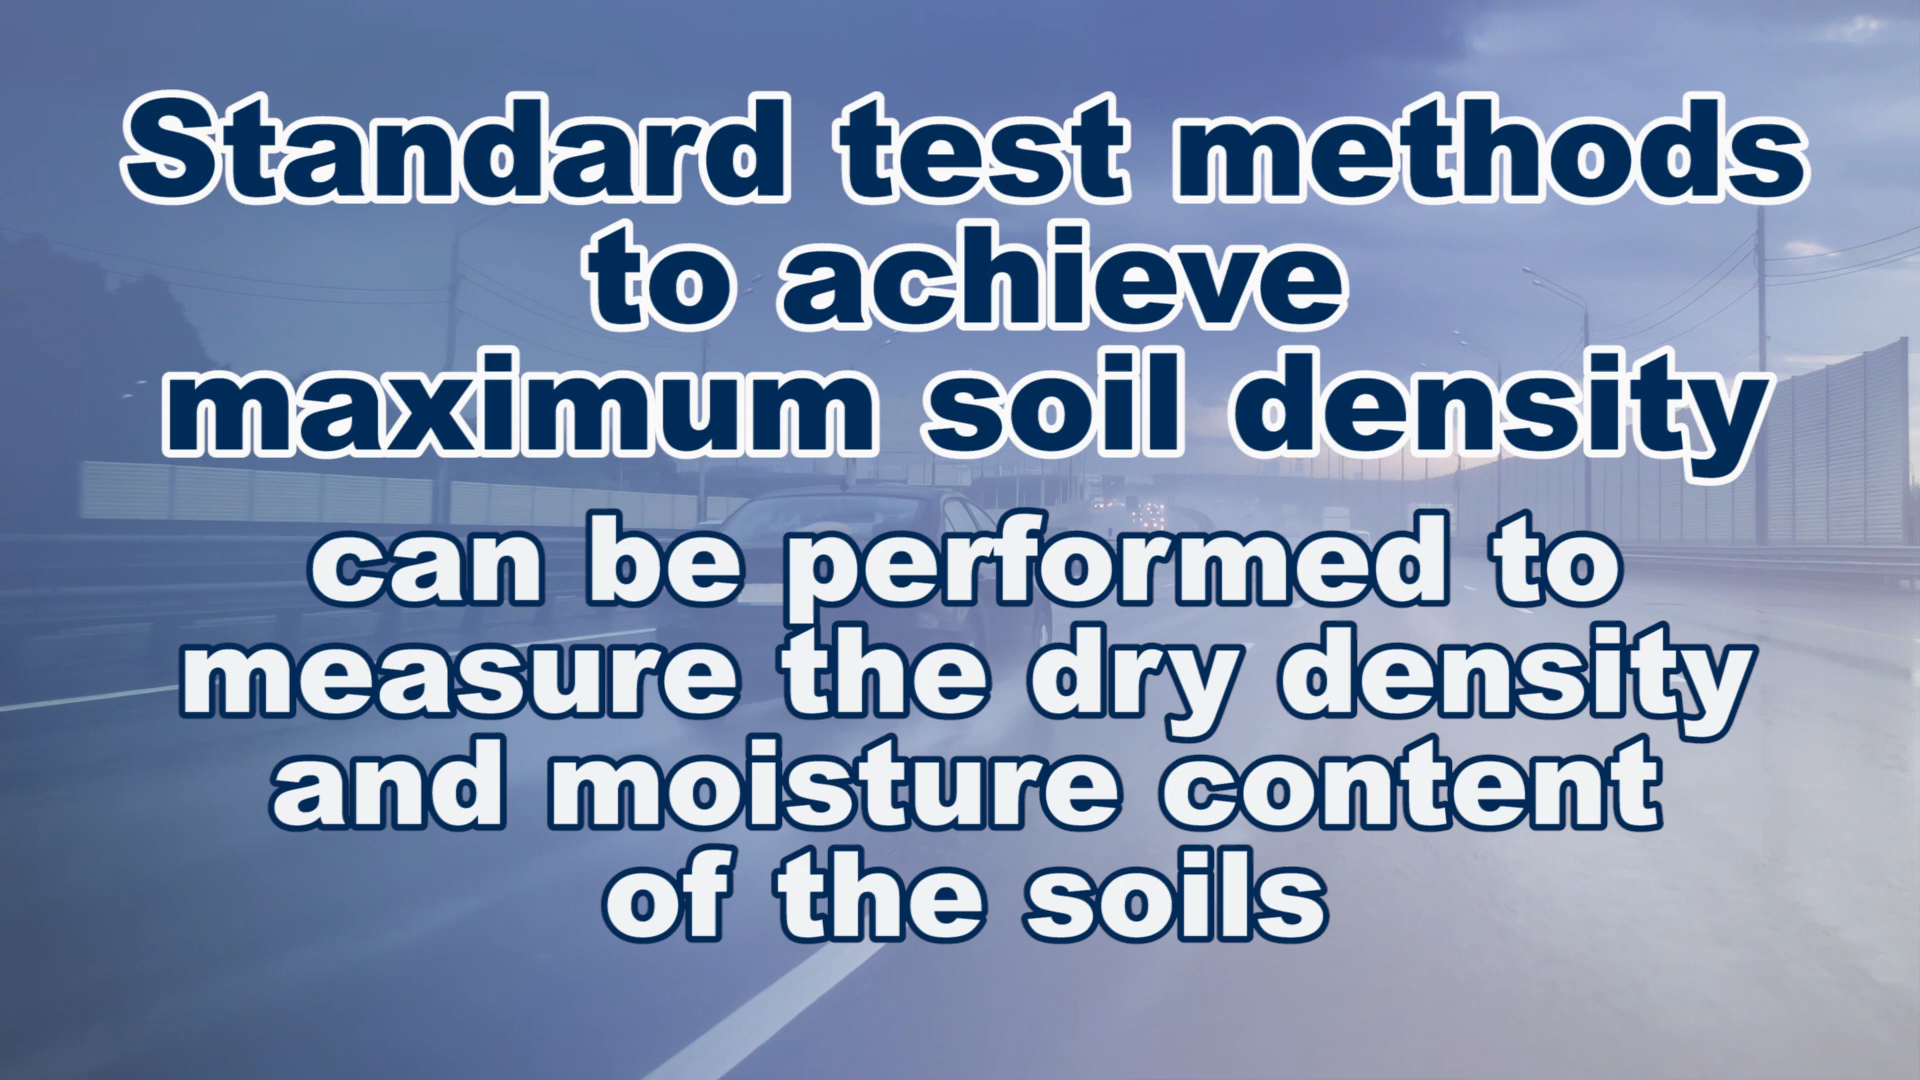 Standard test methods
to achieve
maximum soil density
can be performed to
measure the dry density
and moisture content
of the soils